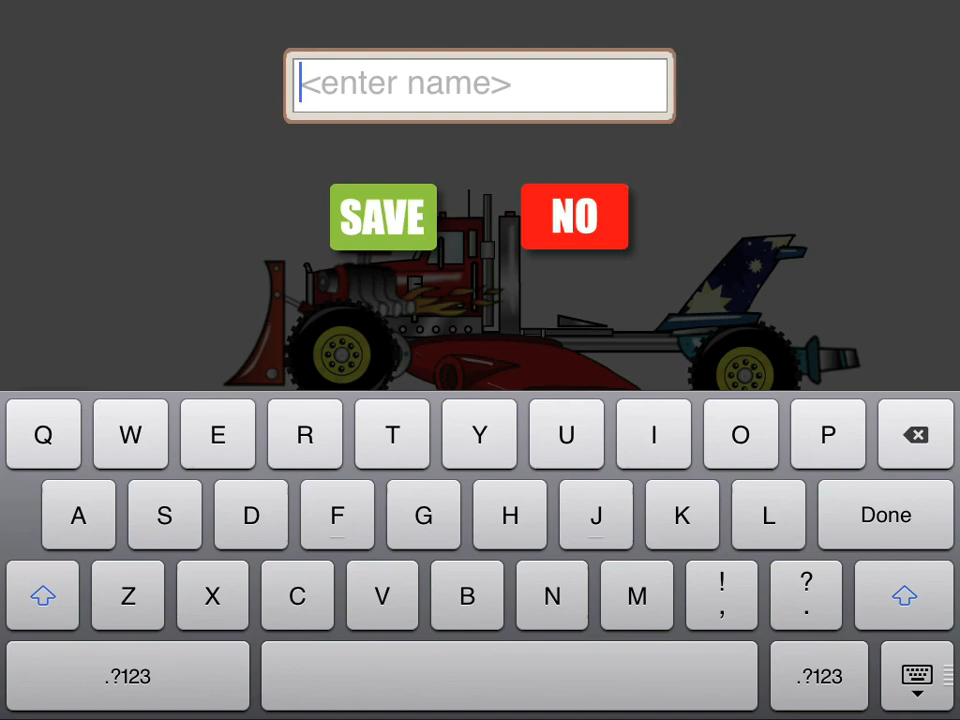 <enter name>
SAVE NO
Q W E R T Y U I O P
A S D F G H J K L Done
Z X C V B N M ! , ? .
.?123 .?123